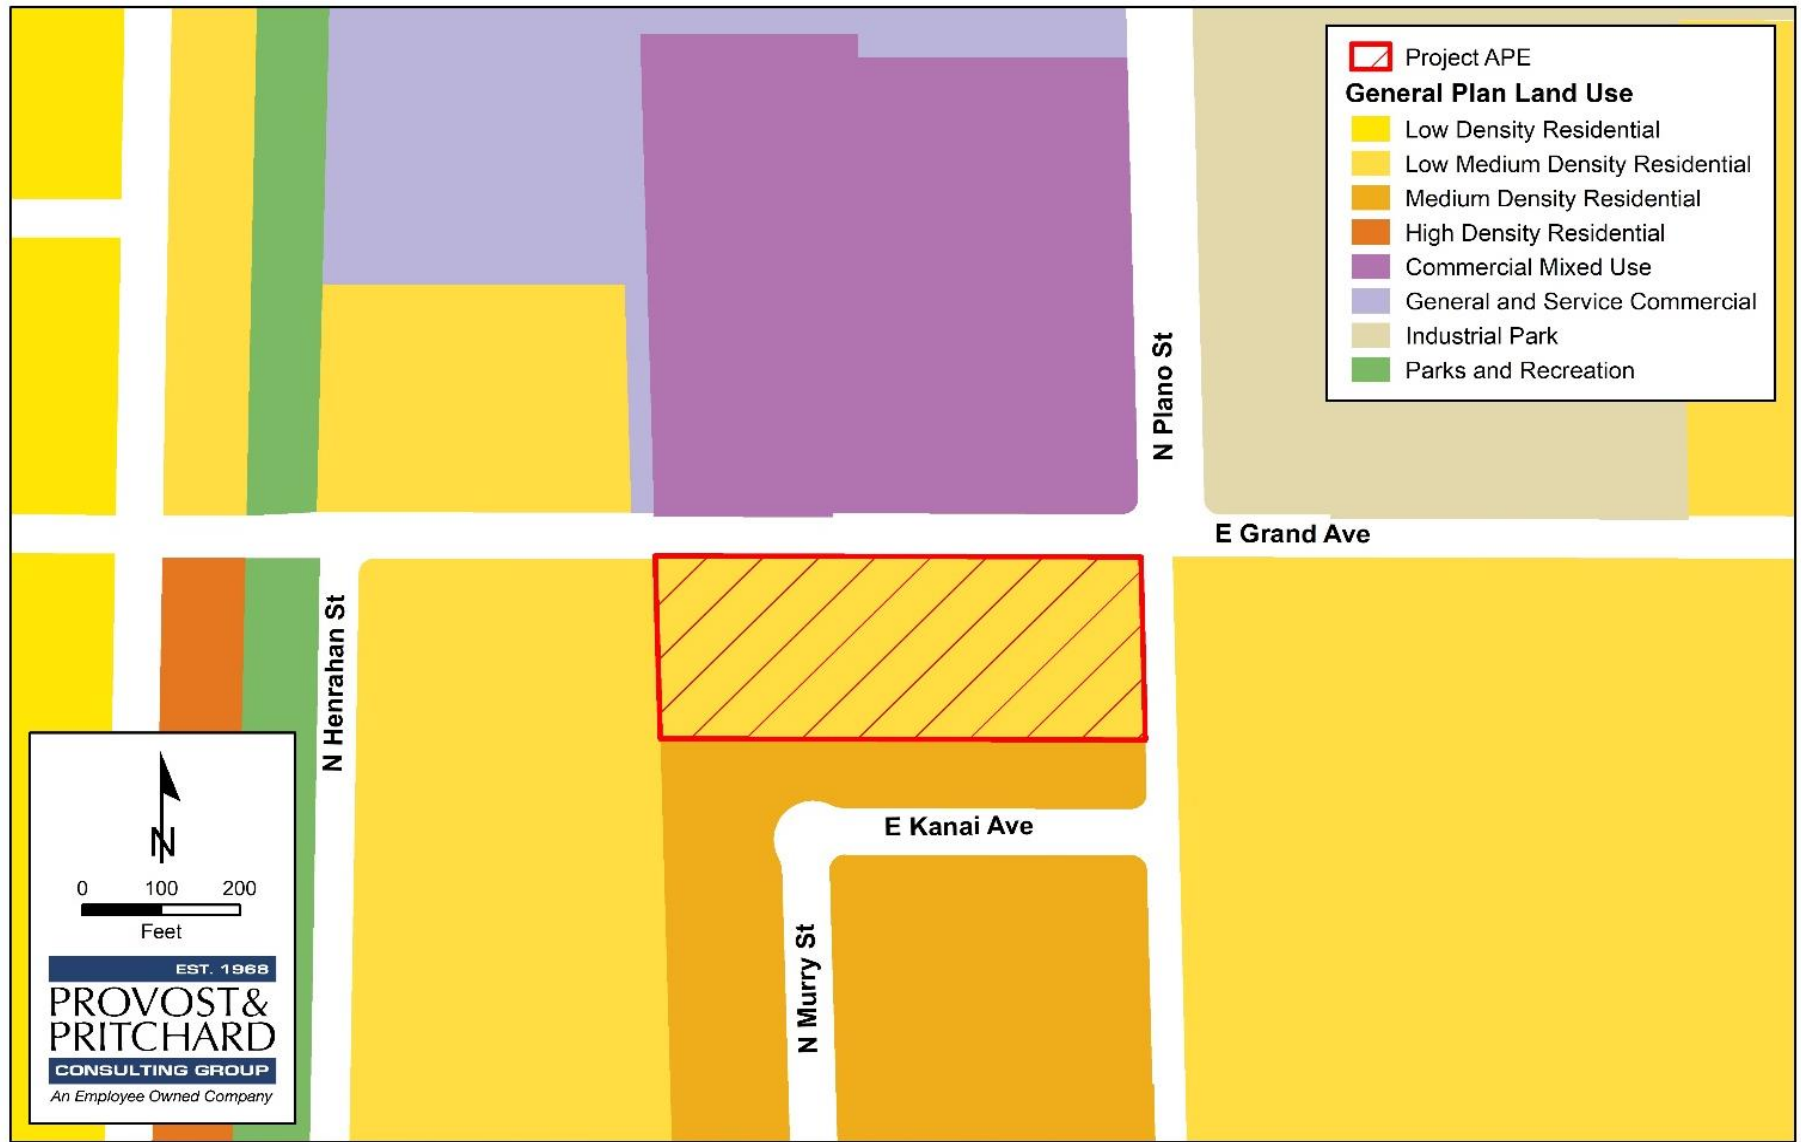 Project APE
General Plan Land Use
Low Density Residential
Low Medium Density Residential
Medium Density Residential
High Density Residential
Commercial Mixed Use
General and Service Commercial
Industrial Park
Parks and Recreation
N Plano St
E Grand Ave
N Henrahan St
E Kanai Ave
N Murry St
N
0 100 200
Feet
EST. 1968
PROVOST&
PRITCHARD
CONSULTING GROUP
An Employee Owned Company